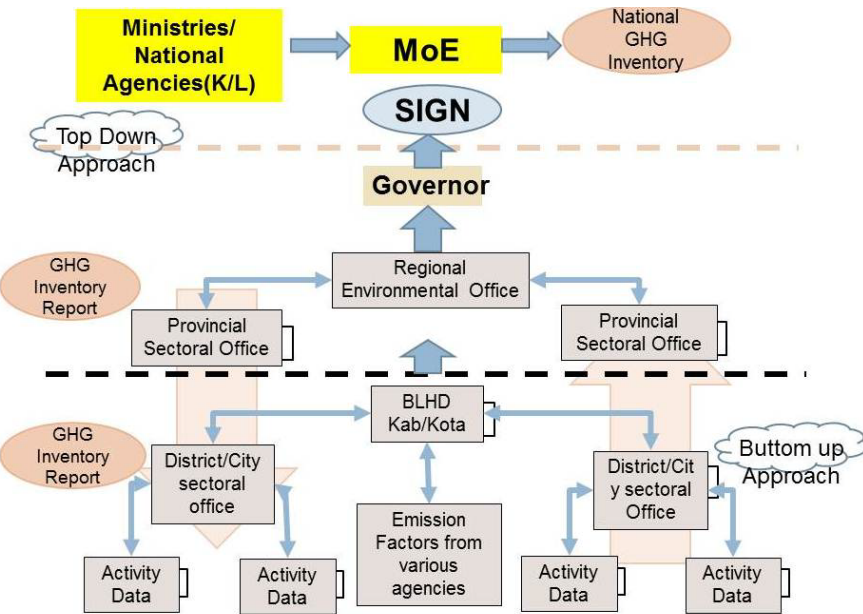 Ministries/
National
Agencies(K/L)
MoE
National
GHG
Inventory
SIGN
Top Down
Approach
Governor
GHG
Inventory
Report
Regional
Environmental Office
Provincial
Sectoral Office
Provincial
Sectoral Office
BLHD
Kab/Kota
GHG
Inventory
Report
District/City
sectoral
office
District/Cit
y sectoral
Office
Buttom up
Approach
Emission
Factors from
various
agencies
Activity
Data
Activity
Data
Activity
Data
Activity
Data